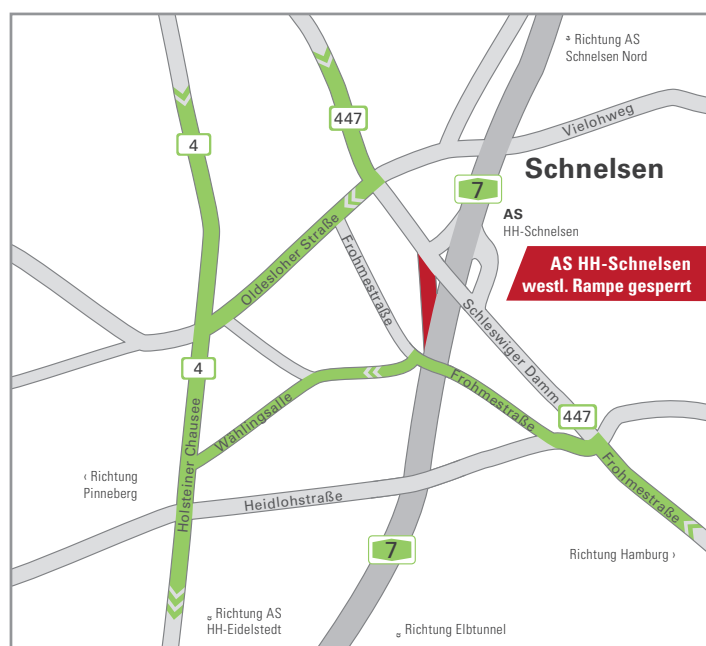 Richtung AS
Schnelsen Nord
447
4
Vielohweg
Schnelsen
7
AS
HH-Schnelsen
Oldesloher Straße
Frohmestraße
AS HH-Schnelsen
westl. Rampe gesperrt
Schleswiger Damm
4
Wählingsalle
Frohmestraße
447
Holsteiner Chausee
‹ Richtung
Pinneberg
Heidlohstraße
Frohmestraße
7
Richtung Hamburg ›
Richtung AS
HH-Eidelstedt
Richtung Elbtunnel